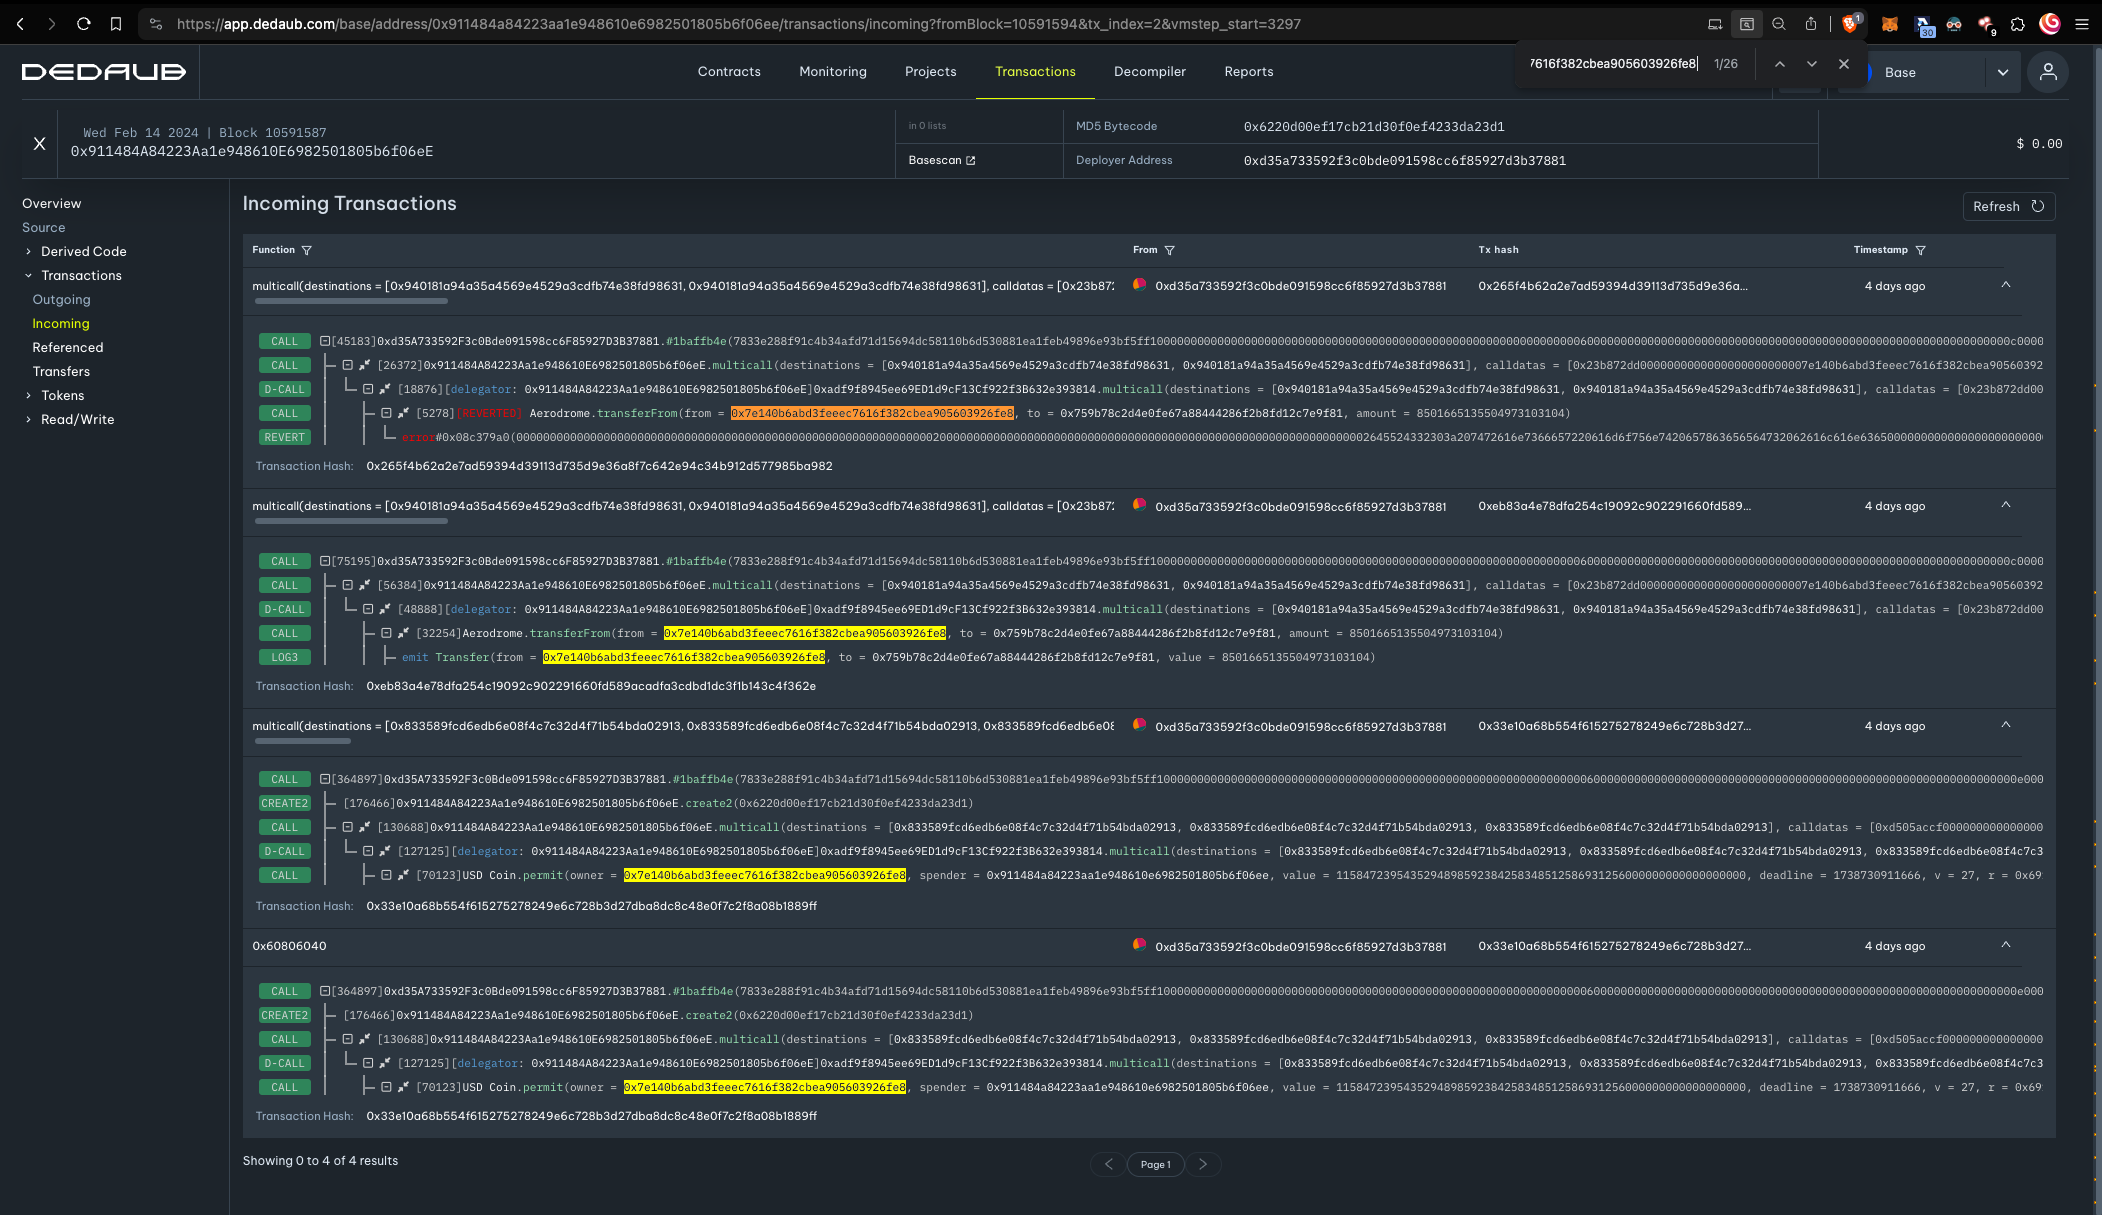 https://app.dedaub.com/base/address/0x911484a84223aa1e948610e6982501805b6f06ee/transactions/incoming?fromBlock=10591594&tx_index=2&vmstep_start=3297
1
30
9
DEDAUB
Contracts Monitoring Projects Transactions Decompiler Reports
7616f382cbea905603926fe8 1/26
Base
Wed Feb 14 2024 | Block 10591587
0x911484A84223Aa1e948610E6982501805b6f06eE
in 0 lists
Basescan
MD5 Bytecode 0x6220d00ef17cb21d30f0ef4233da23d1
Deployer Address 0xd35a733592f3c0bde091598cc6f85927d3b37881
$ 0.00
Overview
Source
Derived Code
Transactions
Outgoing
Incoming
Referenced
Transfers
Tokens
Read/Write
Incoming Transactions
Refresh
Function From Tx hash Timestamp
multicall(destinations = [0x940181a94a35a4569e4529a3cdfb74e38fd98631, 0x940181a94a35a4569e4529a3cdfb74e38fd98631], calldatas = [0x23b872 0xd35a733592f3c0bde091598cc6f85927d3b37881 0x265f4b62a2e7ad59394d39113d735d9e36a... 4 days ago
CALL [45183]0xd35A733592F3c0Bde091598cc6F85927D3B37881.#1baffb4e(
CALL [26372]0x911484A84223Aa1e948610E6982501805b6f06eE.multicall(destinations = [0x940181a94a35a4569e4529a3cdfb74e38fd98631, 0x940181a94a35a4569e4529a3cdfb74e38fd98631], calldatas =
D-CALL [18876][delegator: 0x911484A84223Aa1e948610E6982501805b6f06eE]0xadf9f8945ee69ED1d9cF13Cf922f3B632e393814.multicall(destinations = [0x940181a94a35a4569e4529a3cdfb74e38fd98631, 0x940181a94a35a4569e4529a3cdfb74e38fd98631], calldatas = [0x23b872dd00
CALL [5278][REVERTED] Aerodrome.transferFrom(from = 0x7e140b6abd3feeec7616f382cbea905603926fe8, to = 0x759b78c2d4e0fe67a88444286f2b8fd12c7e9f81, amount = 8501665135504973103104)
REVERT error#0x08c379a0(
Transaction Hash: 0x265f4b62a2e7ad59394d39113d735d9e36a8f7c642e94c34b912d577985ba982
multicall(destinations = [0x940181a94a35a4569e4529a3cdfb74e38fd98631, 0x940181a94a35a4569e4529a3cdfb74e38fd98631], calldatas = [0x23b872 0xd35a733592f3c0bde091598cc6f85927d3b37881 0xeb83a4e78dfa254c19092c902291660fd589... 4 days ago
CALL [75195]0xd35A733592F3c0Bde091598cc6F85927D3B37881.#1baffb4e(
CALL [56384]0x911484A84223Aa1e948610E6982501805b6f06eE.multicall(destinations = [0x940181a94a35a4569e4529a3cdfb74e38fd98631, 0x940181a94a35a4569e4529a3cdfb74e38fd98631], calldatas =
D-CALL [48888][delegator: 0x911484A84223Aa1e948610E6982501805b6f06eE]0xadf9f8945ee69ED1d9cF13Cf922f3B632e393814.multicall(destinations = [0x940181a94a35a4569e4529a3cdfb74e38fd98631, 0x940181a94a35a4569e4529a3cdfb74e38fd98631], calldatas = [0x23b872dd00
CALL [32254]Aerodrome.transferFrom(from = 0x7e140b6abd3feeec7616f382cbea905603926fe8, to = 0x759b78c2d4e0fe67a88444286f2b8fd12c7e9f81, amount = 8501665135504973103104)
LOG3 emit Transfer(from = 0x7e140b6abd3feeec7616f382cbea905603926fe8, to = 0x759b78c2d4e0fe67a88444286f2b8fd12c7e9f81, value = 8501665135504973103104)
Transaction Hash: 0xeb83a4e78dfa254c19092c902291660fd589acadfa3cdbd1dc3f1b143c4f362e
multicall(destinations = [0x833589fcd6edb6e08f4c7c32d4f71b54bda02913, 0x833589fcd6edb6e08f4c7c32d4f71b54bda02913, 0x833589fcd6edb6e08 0xd35a733592f3c0bde091598cc6f85927d3b37881 0x33e10a68b554f615275278249e6c728b3d27... 4 days ago
CALL [364897]0xd35A733592F3c0Bde091598cc6F85927D3B37881.#1baffb4e(
CREATE2 [176466]0x911484A84223Aa1e948610E6982501805b6f06eE.create2(0x6220d00ef17cb21d30f0ef4233da23d1)
CALL [130688]0x911484A84223Aa1e948610E6982501805b6f06eE.multicall(destinations = [0x833589fcd6edb6e08f4c7c32d4f71b54bda02913, 0x833589fcd6edb6e08f4c7c32d4f71b54bda02913, 0x833589fcd6edb6e08f4c7c32d4f71b54bda02913], calldatas =
D-CALL [127125][delegator: 0x911484A84223Aa1e948610E6982501805b6f06eE]0xadf9f8945ee69ED1d9cF13Cf922f3B632e393814.multicall(destinations = [0x833589fcd6edb6e08f4c7c32d4f71b54bda02913, 0x833589fcd6edb6e08f4c7c32d4f71b54bda02913, 0x833589fcd6edb6e08f4c7c3
CALL [70123]USD Coin.permit(owner = 0x7e140b6abd3feeec7616f382cbea905603926fe8, spender = 0x911484a84223aa1e948610e6982501805b6f06ee, value = deadline = 1738730911666, v = 27, r = 0x69
Transaction Hash: 0x33e10a68b554f615275278249e6c728b3d27dba8dc8c48e0f7c2f8a08b1889ff
0x60806040 0xd35a733592f3c0bde091598cc6f85927d3b37881 0x33e10a68b554f615275278249e6c728b3d27... 4 days ago
CALL [364897]0xd35A733592F3c0Bde091598cc6F85927D3B37881.#1baffb4e(
CREATE2 [176466]0x911484A84223Aa1e948610E6982501805b6f06eE.create2(0x6220d00ef17cb21d30f0ef4233da23d1)
CALL [130688]0x911484A84223Aa1e948610E6982501805b6f06eE.multicall(destinations = [0x833589fcd6edb6e08f4c7c32d4f71b54bda02913, 0x833589fcd6edb6e08f4c7c32d4f71b54bda02913, 0x833589fcd6edb6e08f4c7c32d4f71b54bda02913], calldatas =
D-CALL [127125][delegator: 0x911484A84223Aa1e948610E6982501805b6f06eE]0xadf9f8945ee69ED1d9cF13Cf922f3B632e393814.multicall(destinations = [0x833589fcd6edb6e08f4c7c32d4f71b54bda02913, 0x833589fcd6edb6e08f4c7c32d4f71b54bda02913, 0x833589fcd6edb6e08f4c7c3
CALL [70123]USD Coin.permit(owner = 0x7e140b6abd3feeec7616f382cbea905603926fe8, spender = 0x911484a84223aa1e948610e6982501805b6f06ee, value = deadline = 1738730911666, v = 27, r = 0x69
Transaction Hash: 0x33e10a68b554f615275278249e6c728b3d27dba8dc8c48e0f7c2f8a08b1889ff
Showing 0 to 4 of 4 results
Page 1